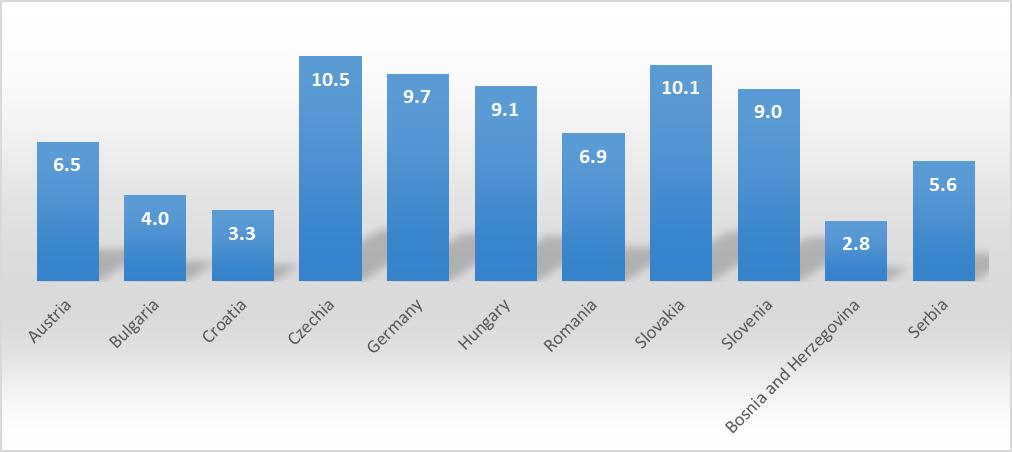 6.5
4.0
3.3
10.5
9.7
9.1
6.9
10.1
9.0
2.8
5.6
Austria
Bulgaria
Croatia
Czechia
Germany
Hungary
Romania
Slovakia
Slovenia
Bosnia and Herzegovina
Serbia